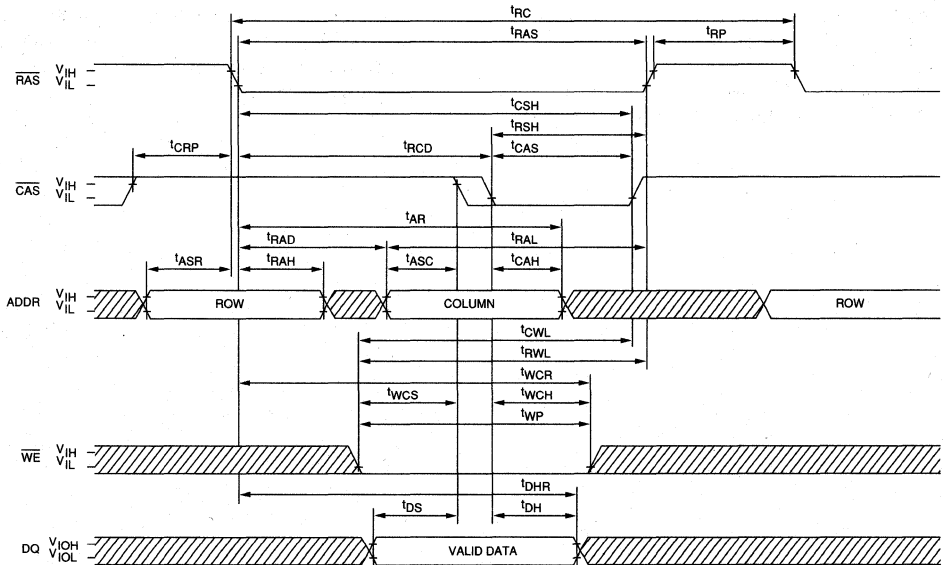 tRC
tRAS
tRP
RAS VIH
VIL
tCSH
tRSH
tCRP
tRCD
tCAS
CAS VIH
VIL
tAR
tRAD
tRAL
tASR
tRAH
tASC
tCAH
ADDR VIH
VIL
ROW
COLUMN
ROW
tCWL
tRWL
tWCR
tWCS
tWCH
tWP
WE VIH
VIL
tDHR
tDS
tDH
DQ VIOH
VIOL
VALID DATA